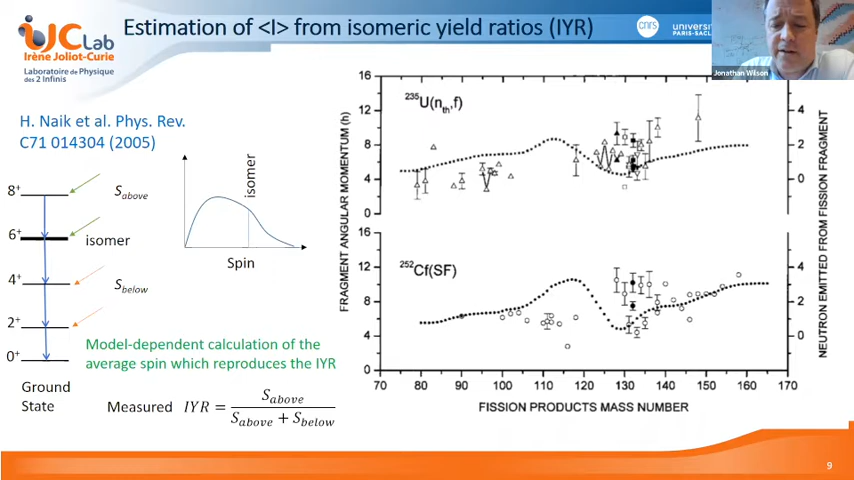 Estimation of <I> from isomeric yield ratios (IYR)
IJC Lab
Irène Joliot-Curie
Laboratoire de Physique
des 2 Infinis
cnrs
universi
PARIS-SACL
Jonathan Wilson
H. Naik et al. Phys. Rev.
C71 014304 (2005)
8⁺
S_above
6⁺
isomer
4⁺
S_below
2⁺
0⁺
Ground
State
isomer
Spin
Model-dependent calculation of the
average spin which reproduces the IYR
Measured IYR = S_above / (S_above + S_below)
FRAGMENT ANGULAR MOMENTUM (ħ)
16
12
8
4
0
²³⁵U(n_th,f)
4
2
0
16
12
8
4
0
²⁵²Cf(SF)
4
2
0
NEUTRON EMITTED FROM FISSION FRAGMENT
70 80 90 100 110 120 130 140 150 160 170
FISSION PRODUCTS MASS NUMBER
9